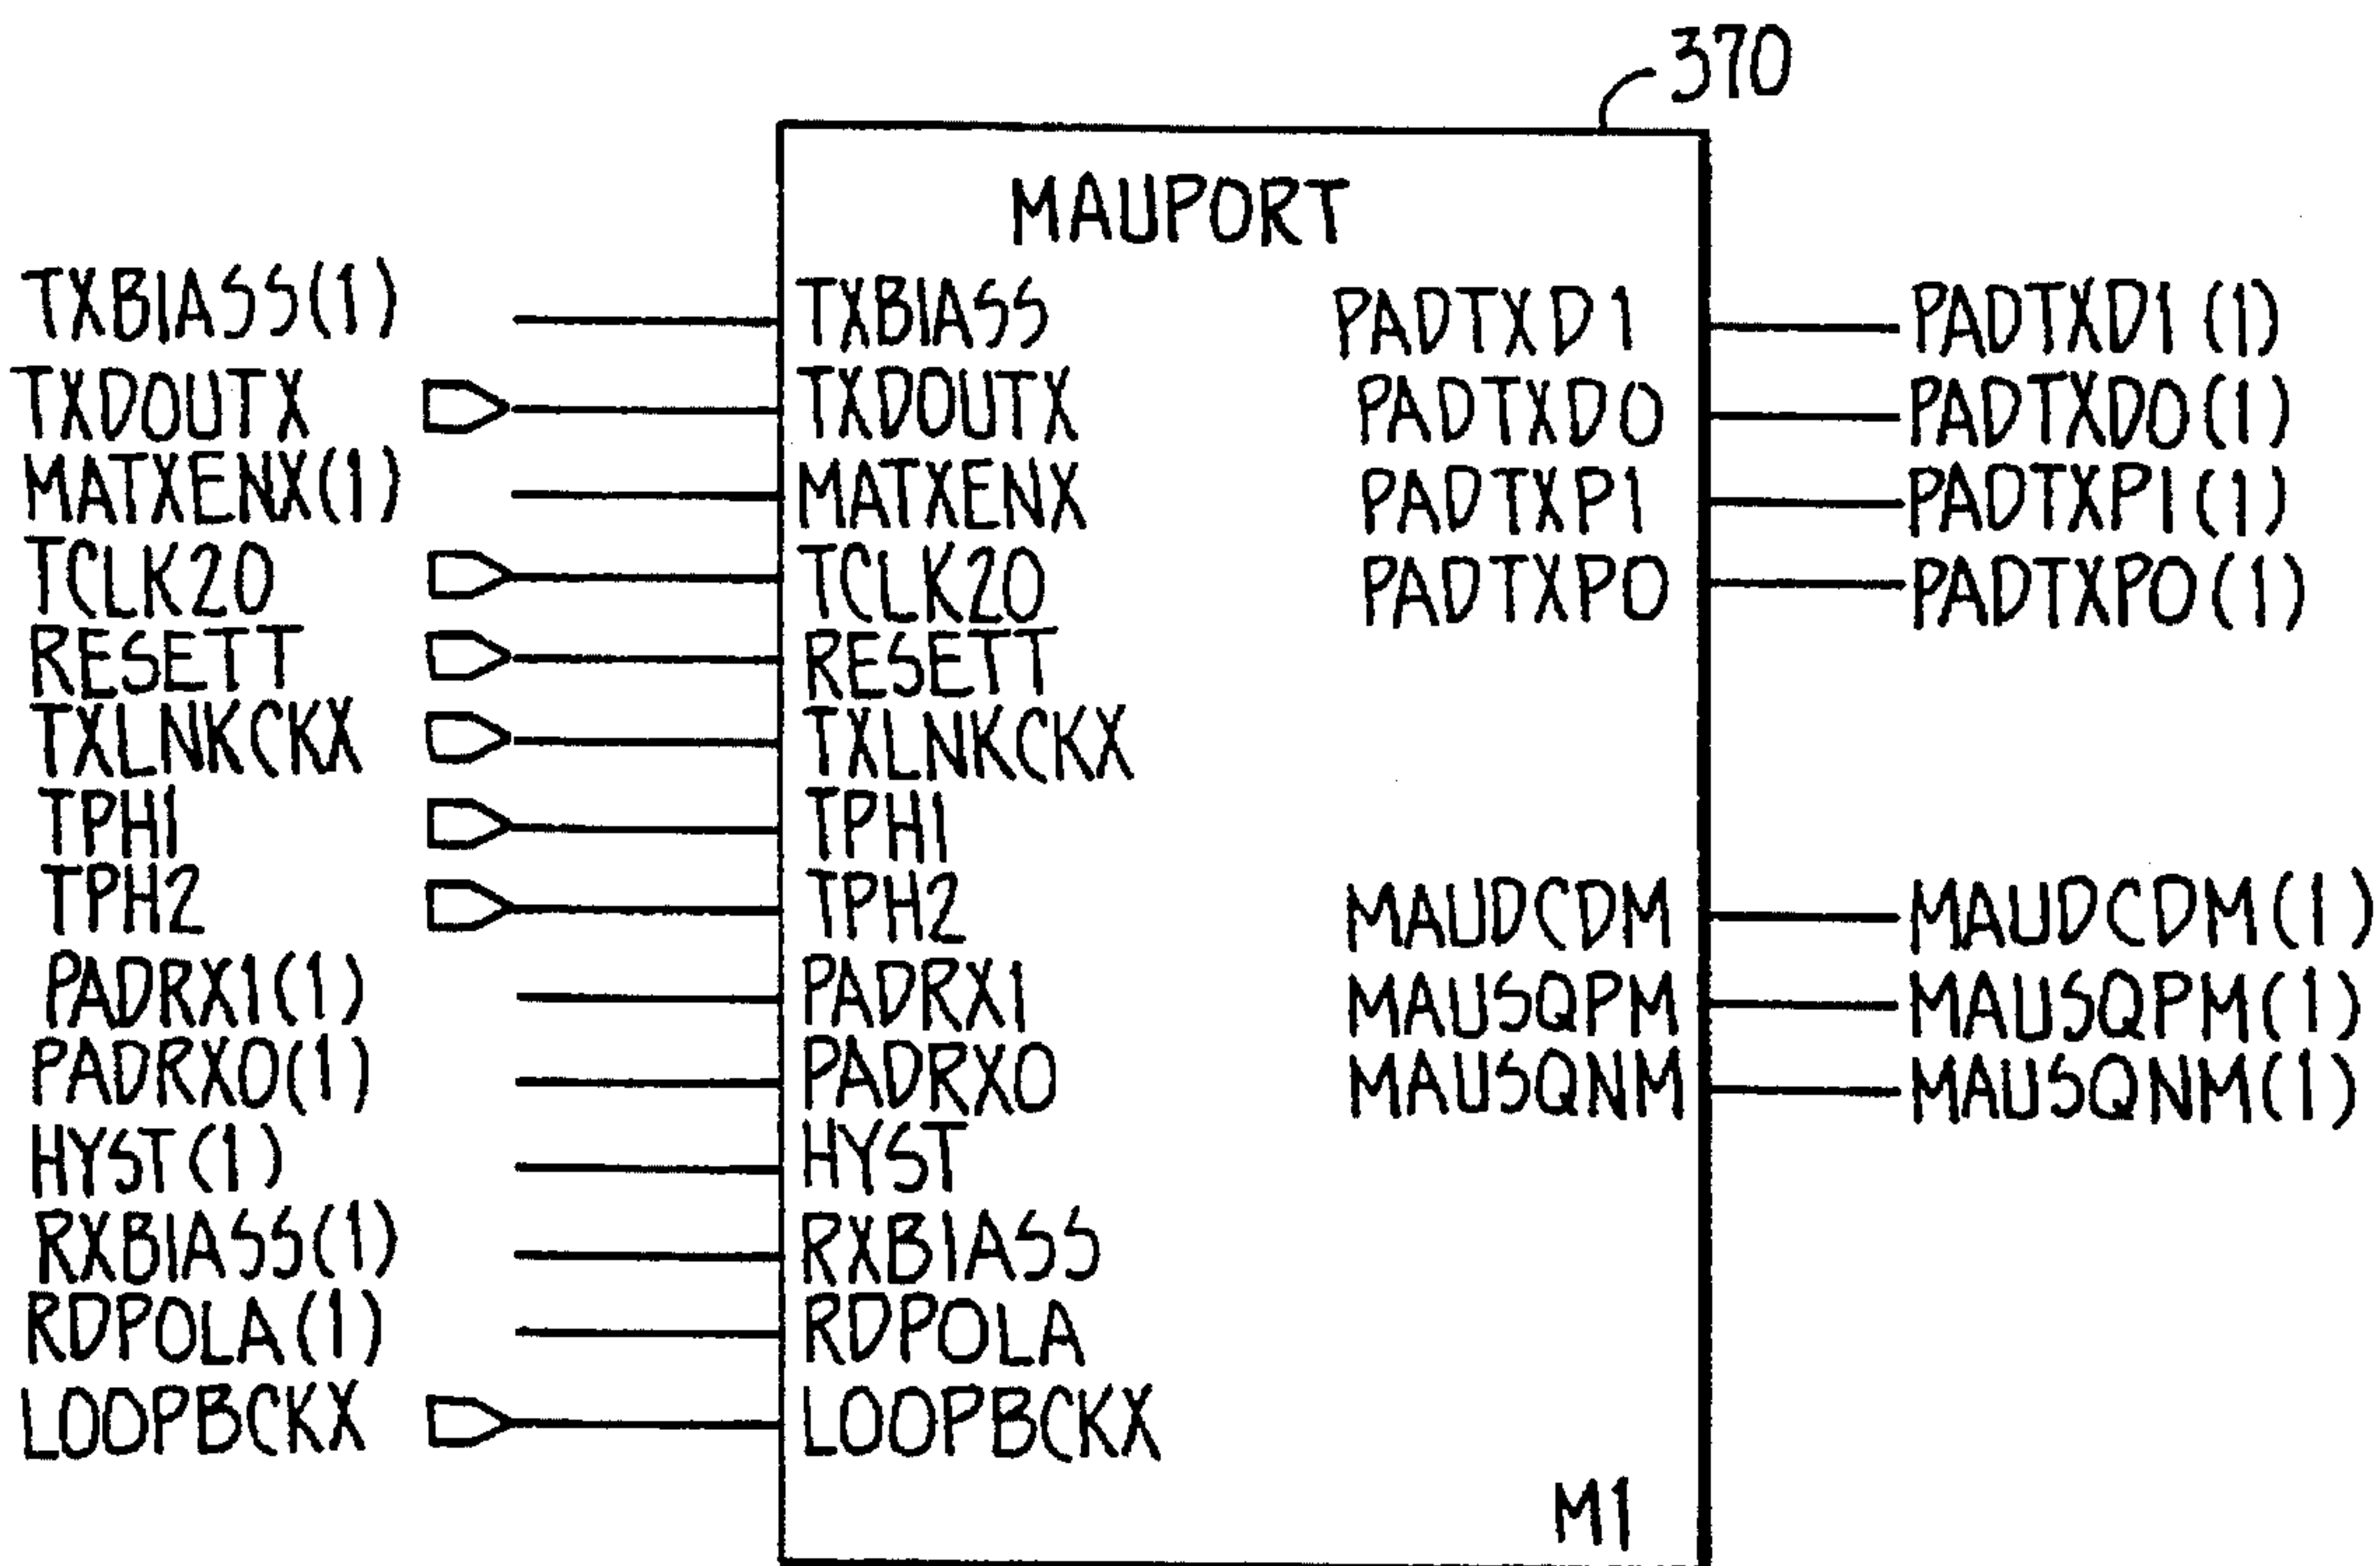 370
MAUPORT
TXBIASS(1) TXBIASS PADTXD1 PADTXD1(1)
TXDOUTX TXDOUTX PADTXD0 PADTXD0(1)
MATXENX(1) MATXENX PADTXP1 PADTXP1(1)
TCLK20 TCLK20 PADTXP0 PADTXP0(1)
RESETT RESETT
TXLNKCKX TXLNKCKX
TPH1 TPH1
TPH2 TPH2 MAUDCDM MAUDCDM(1)
PADRX1(1) PADRX1 MAUSQPM MAUSQPM(1)
PADRX0(1) PADRX0 MAUSQNM MAUSQNM(1)
HYST(1) HYST
RXBIASS(1) RXBIASS
RDPOLA(1) RDPOLA
LOOPBCKX LOOPBCKX
M1